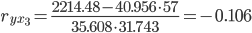 r_{yx_3} = \frac{2214.48 - 40.956 \cdot 57}{35.608 \cdot 31.743} = -0.106